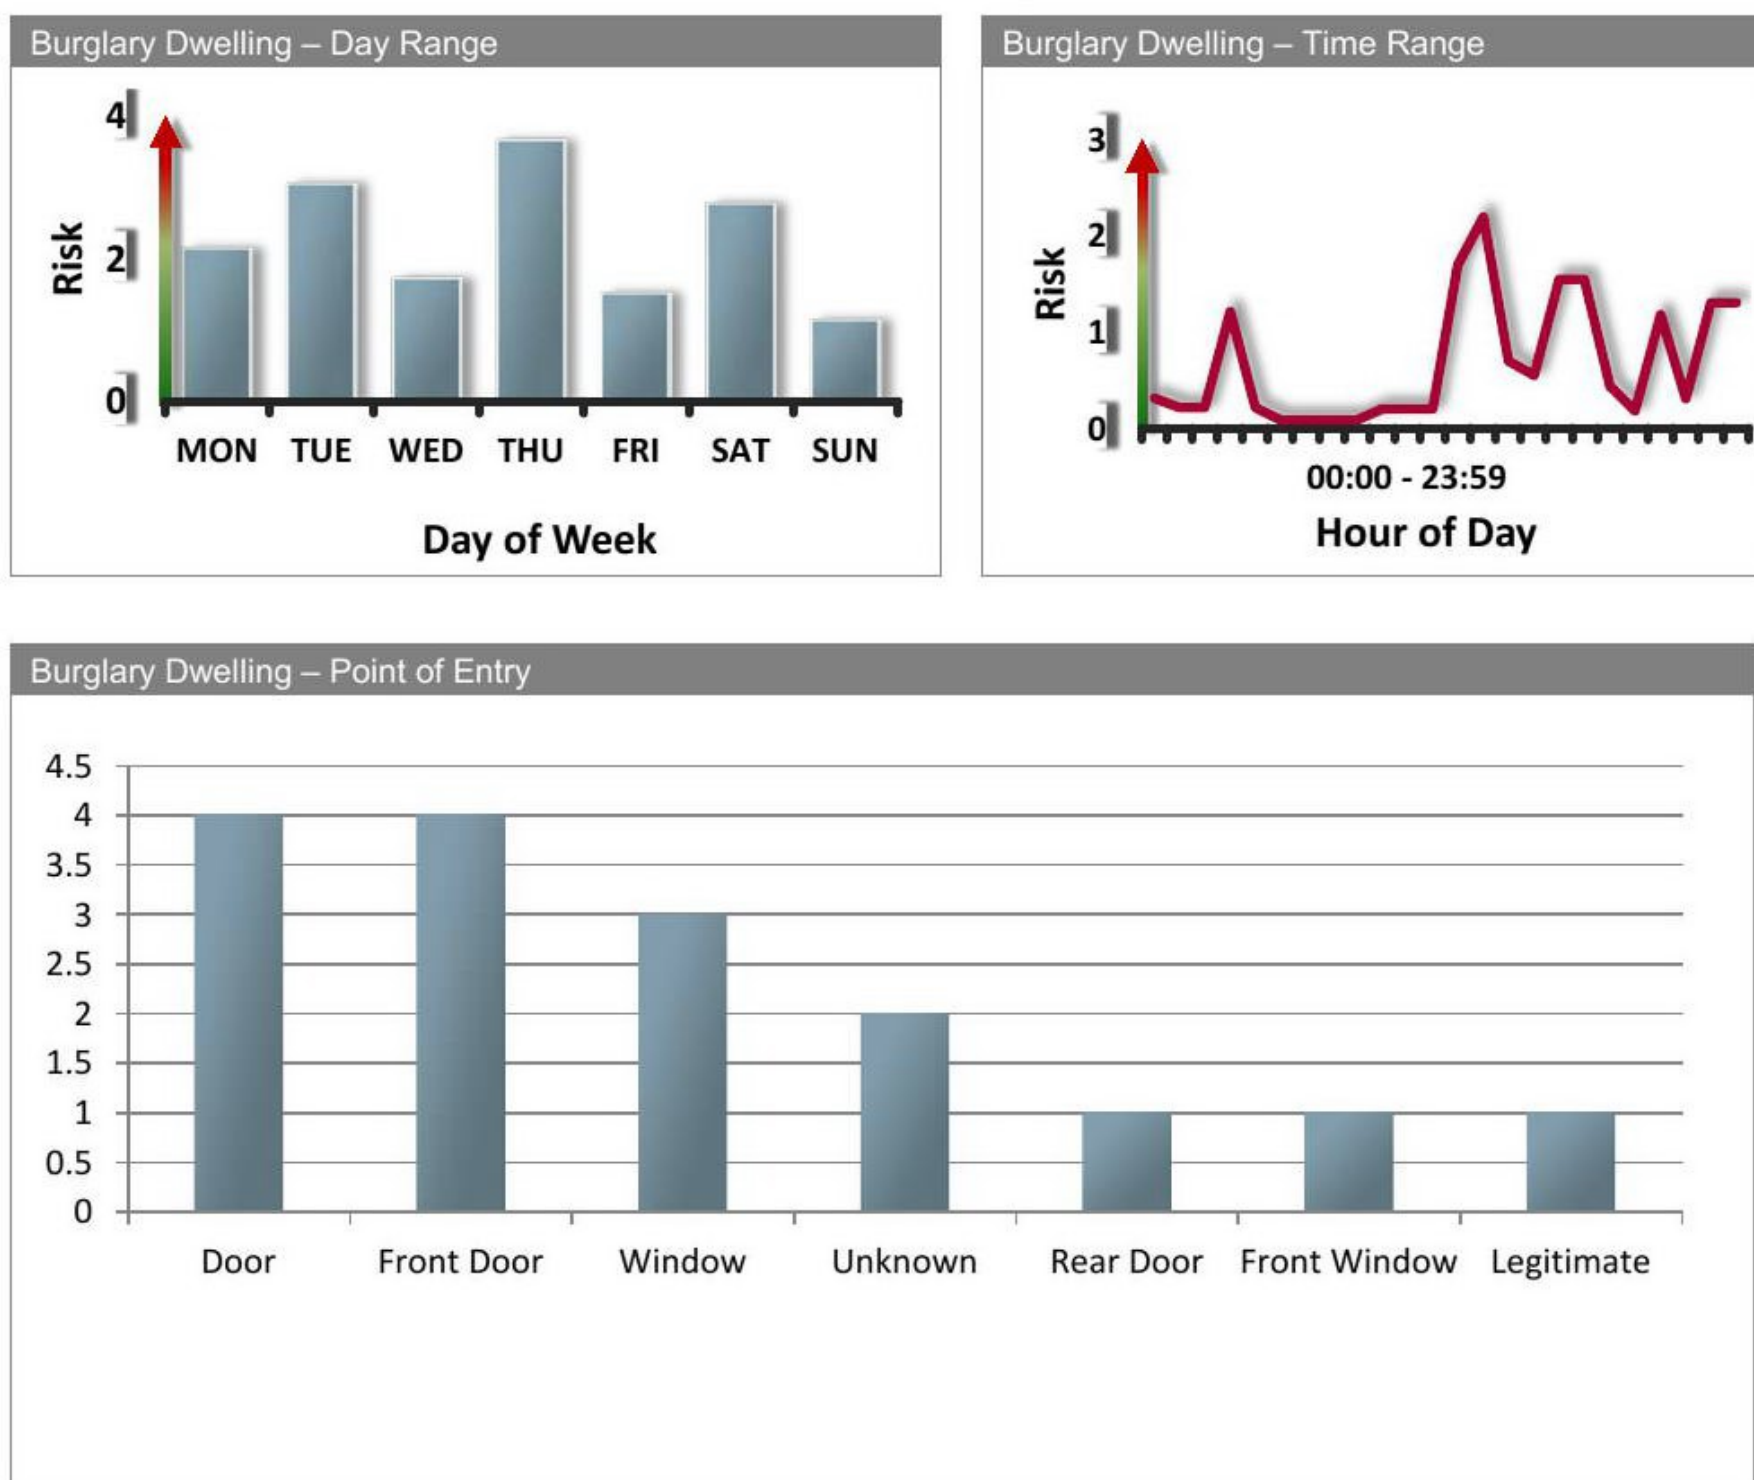 Burglary Dwelling – Day Range
4
2
0
Risk
MON TUE WED THU FRI SAT SUN
Day of Week
Burglary Dwelling – Time Range
3
2
1
0
Risk
00:00 - 23:59
Hour of Day
Burglary Dwelling – Point of Entry
4.5
4
3.5
3
2.5
2
1.5
1
0.5
0
Door Front Door Window Unknown Rear Door Front Window Legitimate